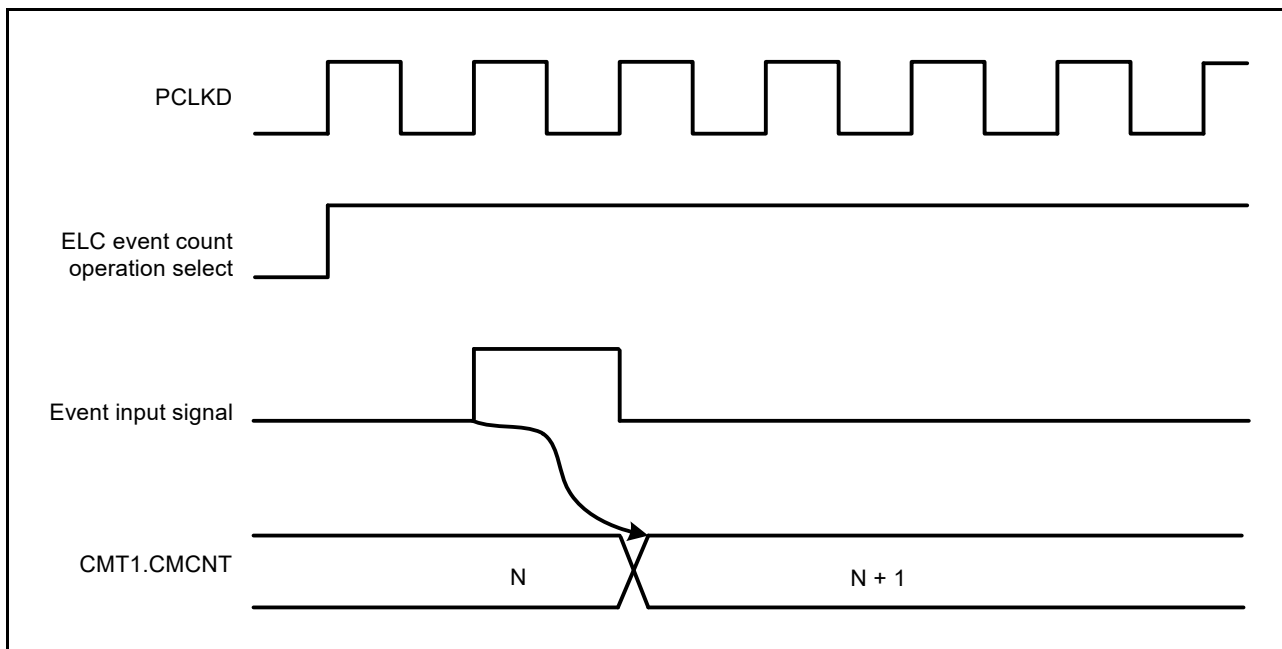 PCLKD
ELC event count
operation select
Event input signal
CMT1.CMCNT
N
N + 1